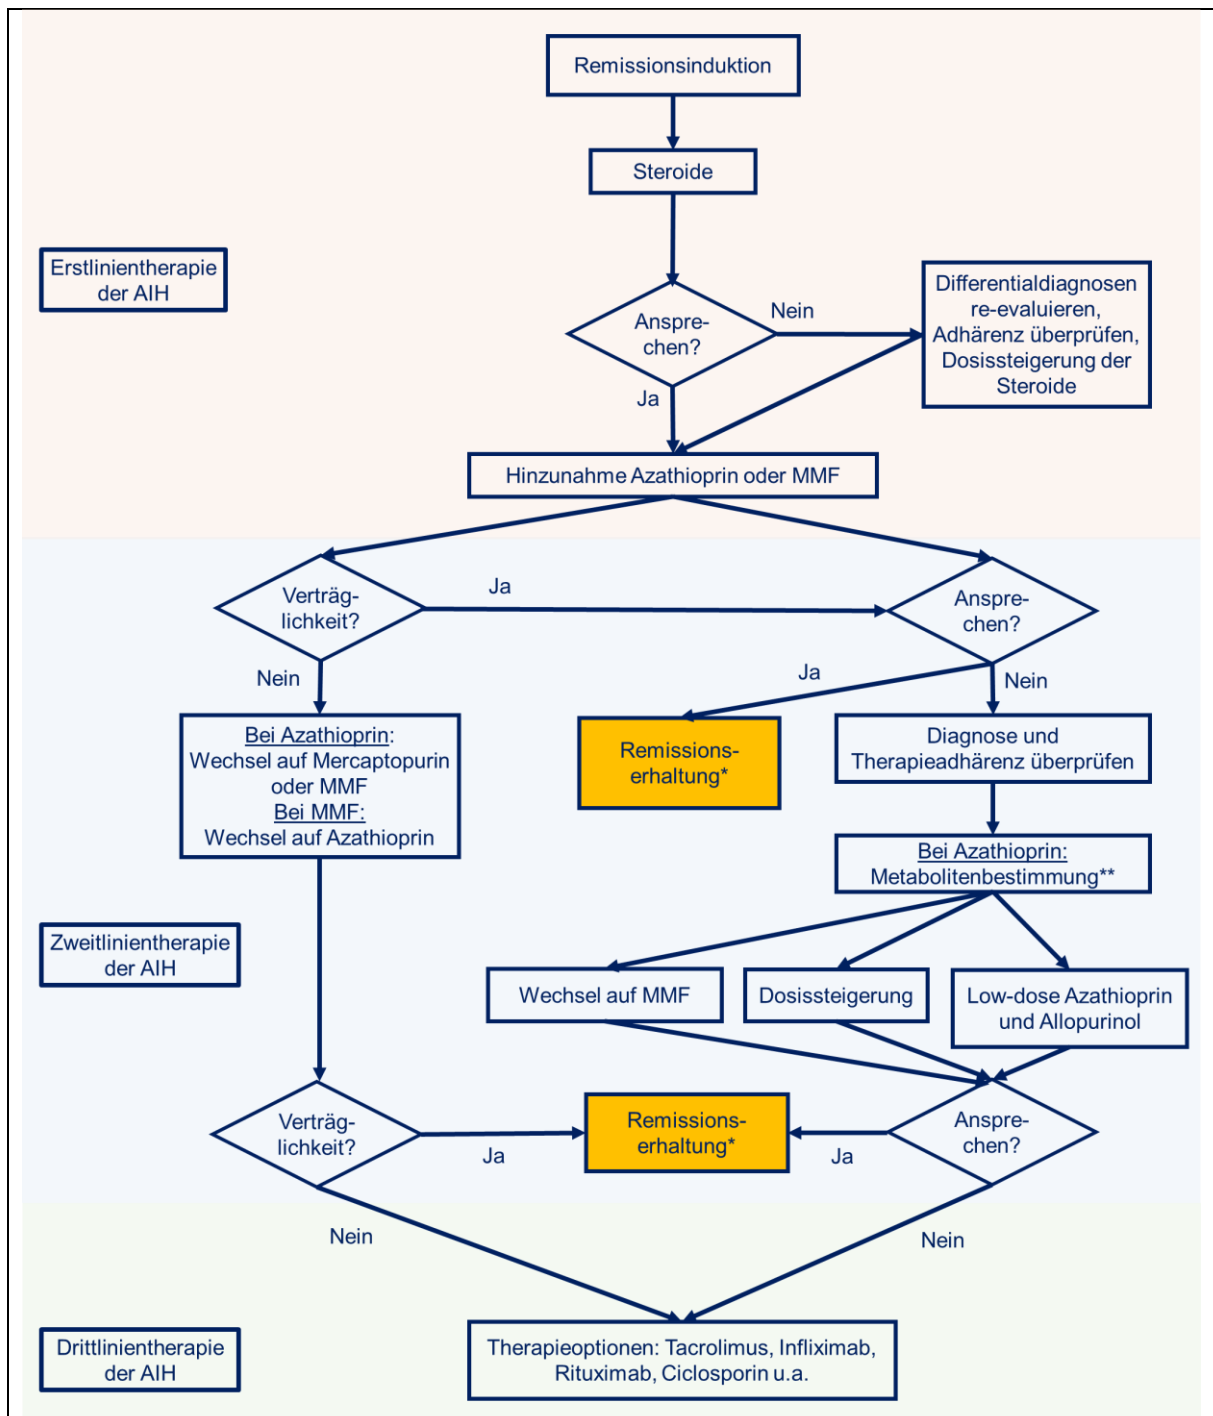 Remissionsinduktion
Steroide
Erstlinientherapie
der AIH
Anspre-
chen?
Nein
Ja
Differentialdiagnosen
re-evaluieren,
Adhärenz überprüfen,
Dosissteigerung der
Steroide
Hinzunahme Azathioprin oder MMF
Verträg-
lichkeit?
Ja
Nein
Anspre-
chen?
Ja
Nein
Bei Azathioprin:
Wechsel auf Mercaptopurin
oder MMF
Bei MMF:
Wechsel auf Azathioprin
Remissions-
erhaltung*
Diagnose und
Therapieadhärenz überprüfen
Bei Azathioprin:
Metabolitenbestimmung**
Zweitlinientherapie
der AIH
Wechsel auf MMF
Dosissteigerung
Low-dose Azathioprin
und Allopurinol
Verträg-
lichkeit?
Ja
Remissions-
erhaltung*
Ja
Anspre-
chen?
Nein
Nein
Drittlinientherapie
der AIH
Therapieoptionen: Tacrolimus, Infliximab,
Rituximab, Ciclosporin u.a.